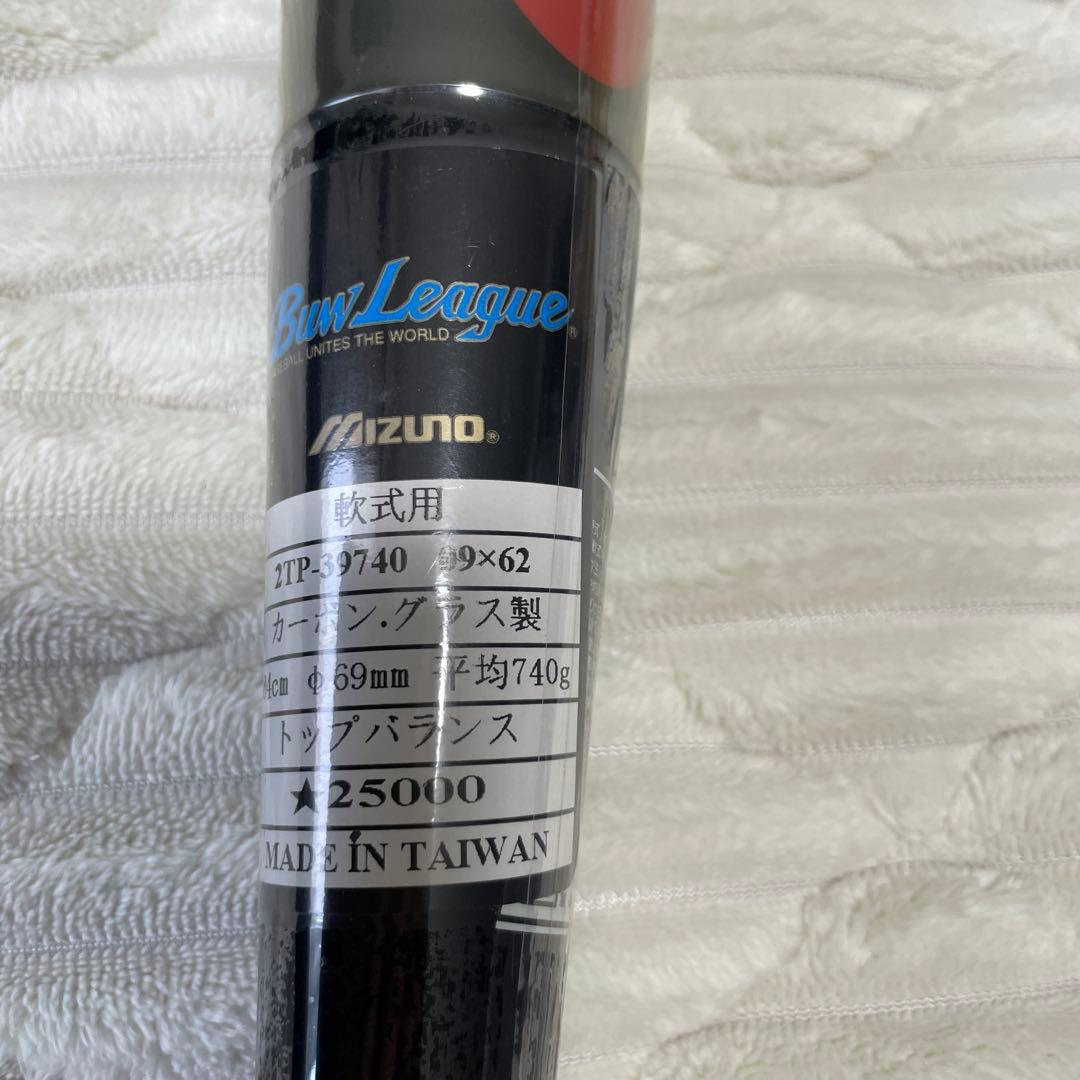 Buw League®
BASEBALL UNITES THE WORLD
MIZUNO®
軟式用
2TP-39740 09×62
カーボン.グラス製
84cm φ69mm 平均740g
トップバランス
★25000
MADE IN TAIWAN